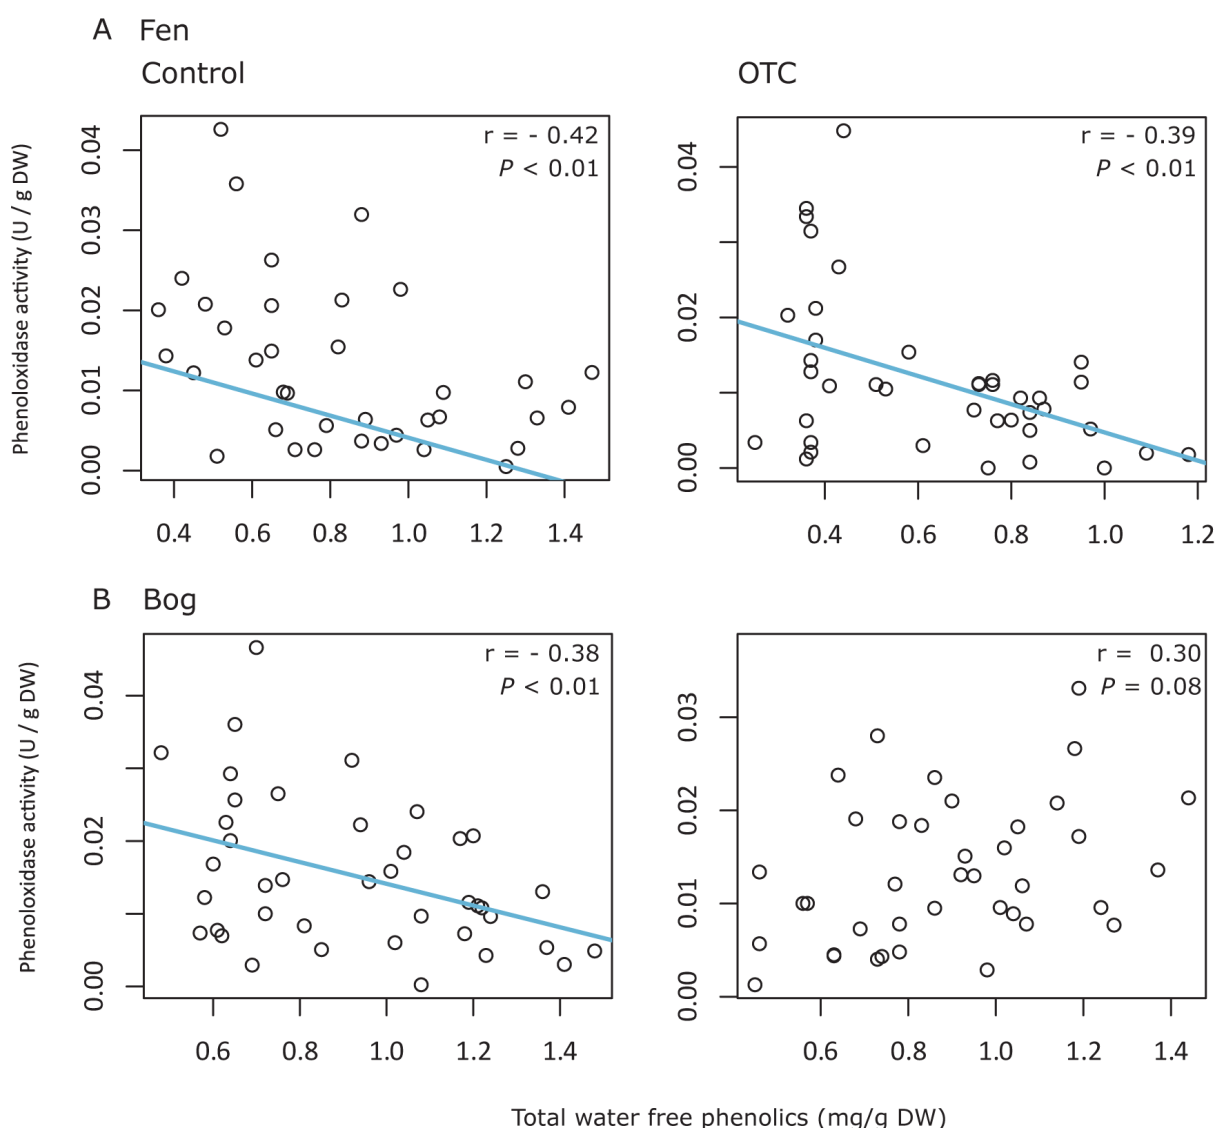 A Fen
Control
OTC
Phenoloxidase activity (U / g DW)
0.04
0.03
0.02
0.01
0.00
r = - 0.42
P < 0.01
0.4 0.6 0.8 1.0 1.2 1.4
0.04
0.02
0.00
r = - 0.39
P < 0.01
0.4 0.6 0.8 1.0 1.2
B Bog
Phenoloxidase activity (U / g DW)
0.04
0.02
0.00
r = - 0.38
P < 0.01
0.6 0.8 1.0 1.2 1.4
0.03
0.02
0.01
0.00
r = 0.30
P = 0.08
0.6 0.8 1.0 1.2 1.4
Total water free phenolics (mg/g DW)